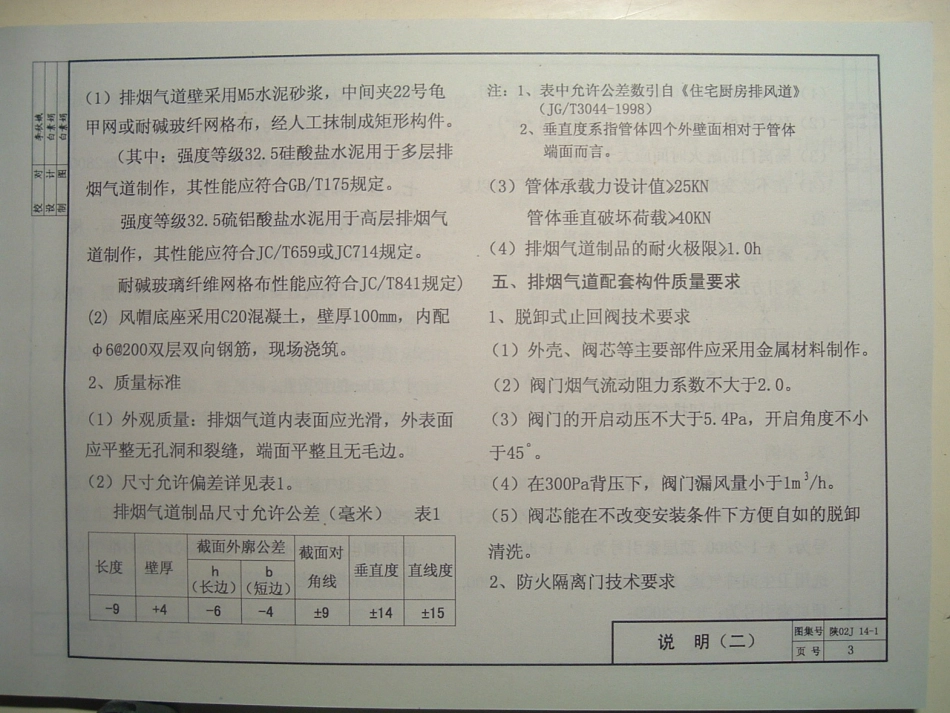 (1) 排烟气道壁采用M5水泥砂浆，中间夹22号龟
甲网或耐碱玻纤网格布，经人工抹制成矩形构件。
(其中：强度等级32.5硅酸盐水泥用于多层排
烟气道制作，其性能应符合GB/T175规定。
强度等级32.5硫铝酸盐水泥用于高层排烟气
道制作，其性能应符合JC/T659或JC714规定。
耐碱玻璃纤维网格布性能应符合JC/T841规定)
(2) 风帽底座采用C20混凝土，壁厚100mm，内配
φ6@200双层双向钢筋，现场浇筑。
2、质量标准
(1) 外观质量：排烟气道内表面应光滑，外表面
应平整无孔洞和裂缝，端面平整且无毛边。
(2) 尺寸允许偏差详见表1。
排烟气道制品尺寸允许公差（毫米） 表1
长度 壁厚 截面外廓公差 截面对角线 垂直度 直线度
h（长边） b（短边）
-9 +4 -6 -4 ±9 ±14 ±15
注：1、表中允许公差数引自《住宅厨房排风道》
(JG/T3044-1998)
2、垂直度系指管体四个外壁面相对于管体
端面而言。
(3) 管体承载力设计值≥25KN
管体垂直破坏荷载≥40KN
(4) 排烟气道制品的耐火极限≥1.0h
五、排烟气道配套构件质量要求
1、脱卸式止回阀技术要求
(1) 外壳、阀芯等主要部件应采用金属材料制作。
(2) 阀门烟气流动阻力系数不大于2.0。
(3) 阀门的开启动压不大于5.4Pa，开启角度不小
于45°。
(4) 在300Pa背压下，阀门漏风量小于1m³/h。
(5) 阀芯能在不改变安装条件下方便自如的脱卸
清洗。
2、防火隔离门技术要求
说 明（二） 图集号 陕02J 14-1
页 号 3
校 对
设 计
制 图